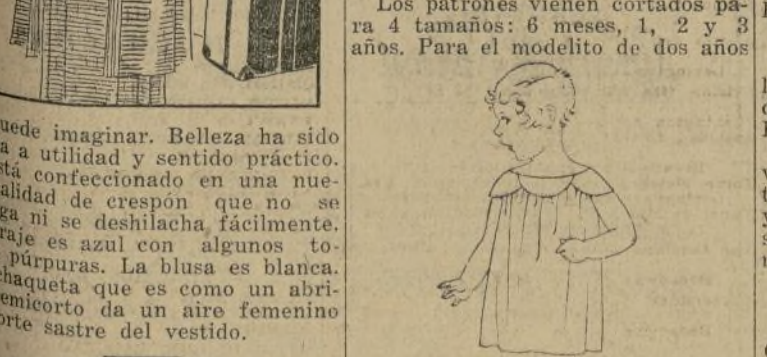 uede imaginar. Belleza ha sido
a a utilidad y sentido práctico.
stá confeccionado en una nue-
alidad de crespón que no se
ga ni se deshilacha fácilmente.
raje es azul con algunos to-
púrpuras. La blusa es blanca.
haqueta que es como un abri-
emicorto da un aire femenino
orte sastre del vestido.
Los patrones vienen cortados pa-
ra 4 tamaños: 6 meses, 1, 2 y 3
años. Para el modelito de dos años